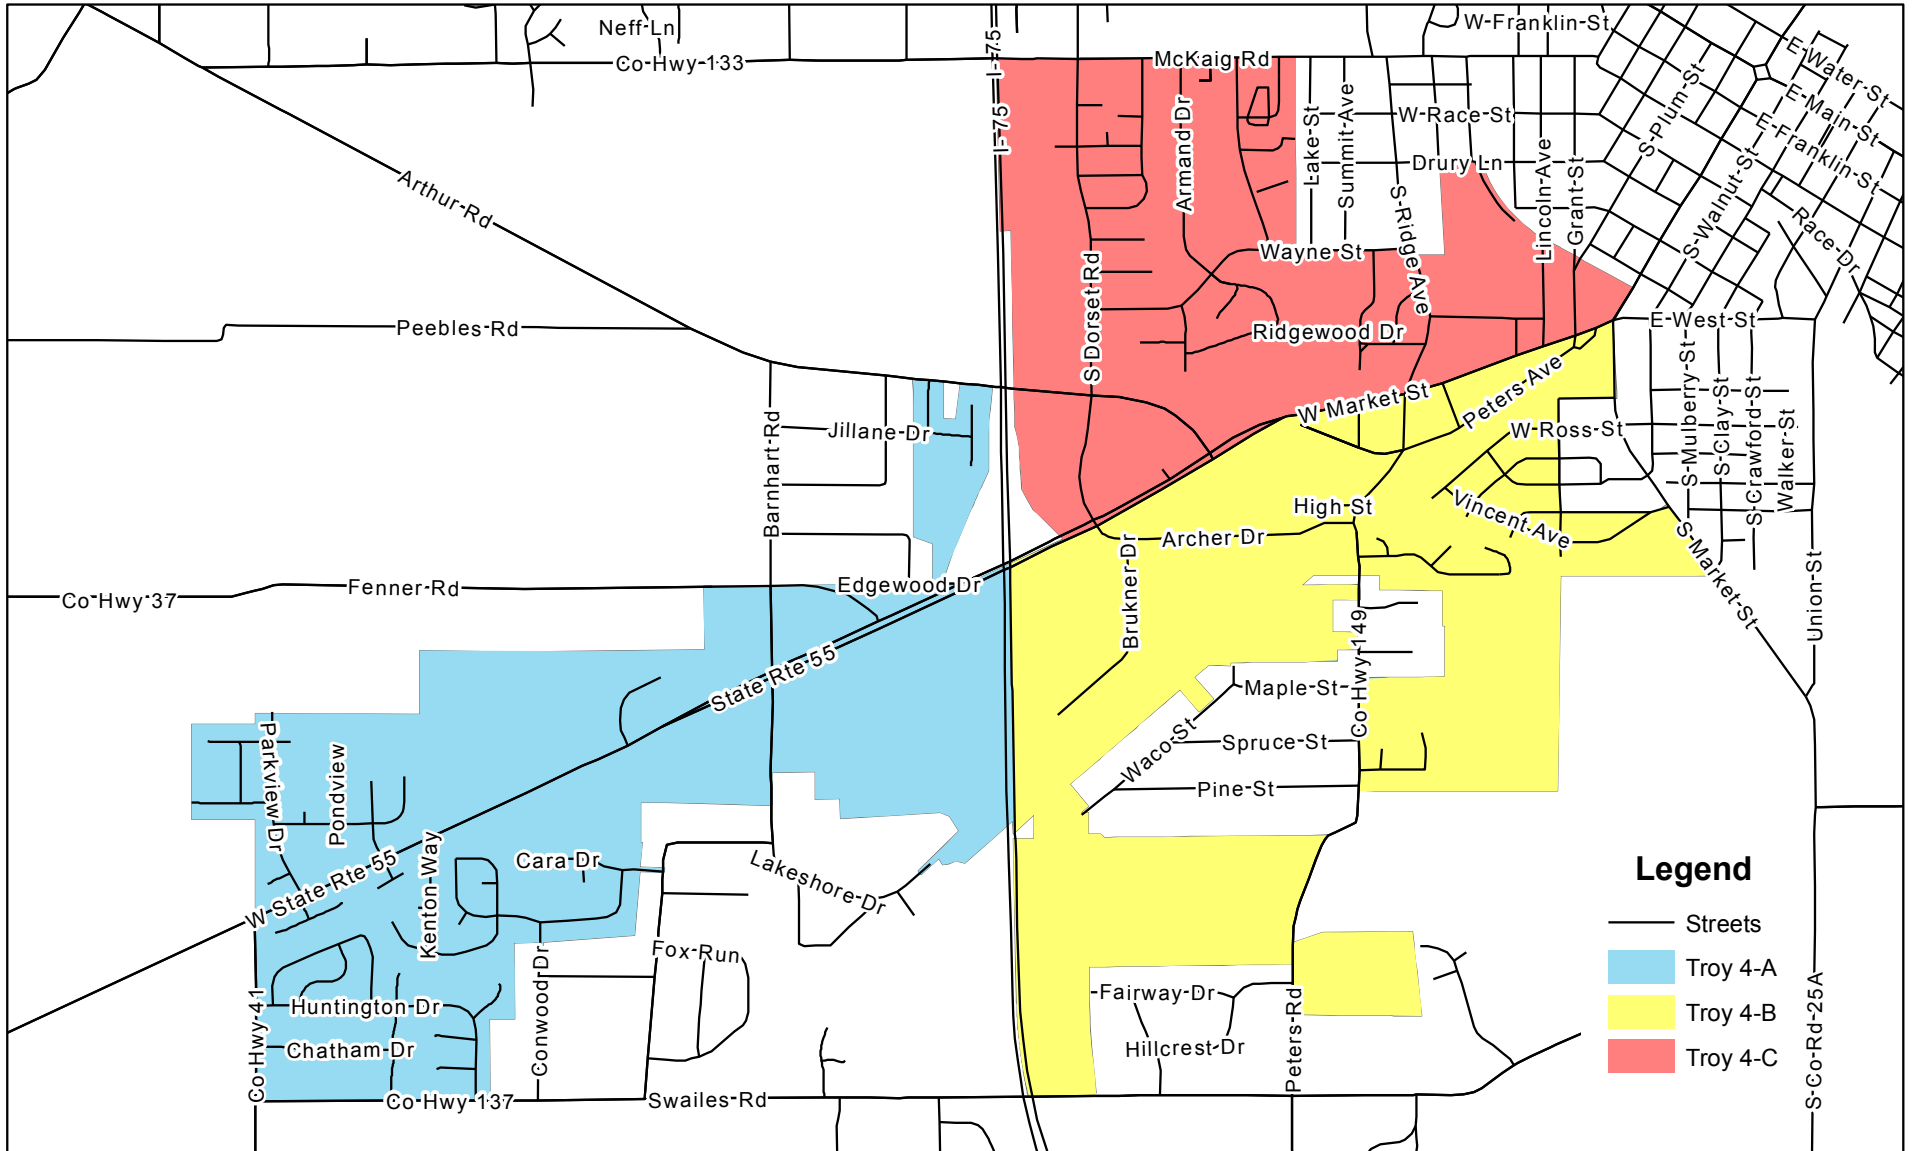 Neff Ln
W Franklin St
Co Hwy 133
I-75
McKaig Rd
E Water St
E Main St
E Franklin St
S Plum St
I-75
Armand Dr
Lake St
Summit Ave
W Race St
Drury Ln
Lincoln Ave
Grant St
S Walnut St
Race Dr
Arthur Rd
S Ridge Ave
Wayne St
S Dorset Rd
Peebles Rd
Ridgewood Dr
E West St
W Market St
Peters Ave
Barnhart Rd
Jillane Dr
W Ross St
S Mulberry St
S Clay St
S Crawford St
Walker St
High St
Vincent Ave
Archer Dr
S Market St
Union St
Co Hwy 37
Fenner Rd
Edgewood Dr
Brukner Dr
Co Hwy 149
State Rte 55
Maple St
Waco St
Spruce St
Pine St
Parkview Dr
Pondview
Kenton Way
W State Rte 55
Cara Dr
Lakeshore Dr
Fox Run
Conwood Dr
Huntington Dr
Chatham Dr
Co Hwy 41
Co Hwy 137
Swailes Rd
Fairway Dr
Hillcrest Dr
Peters Rd
S Co Rd 25A
Legend
Streets
Troy 4-A
Troy 4-B
Troy 4-C